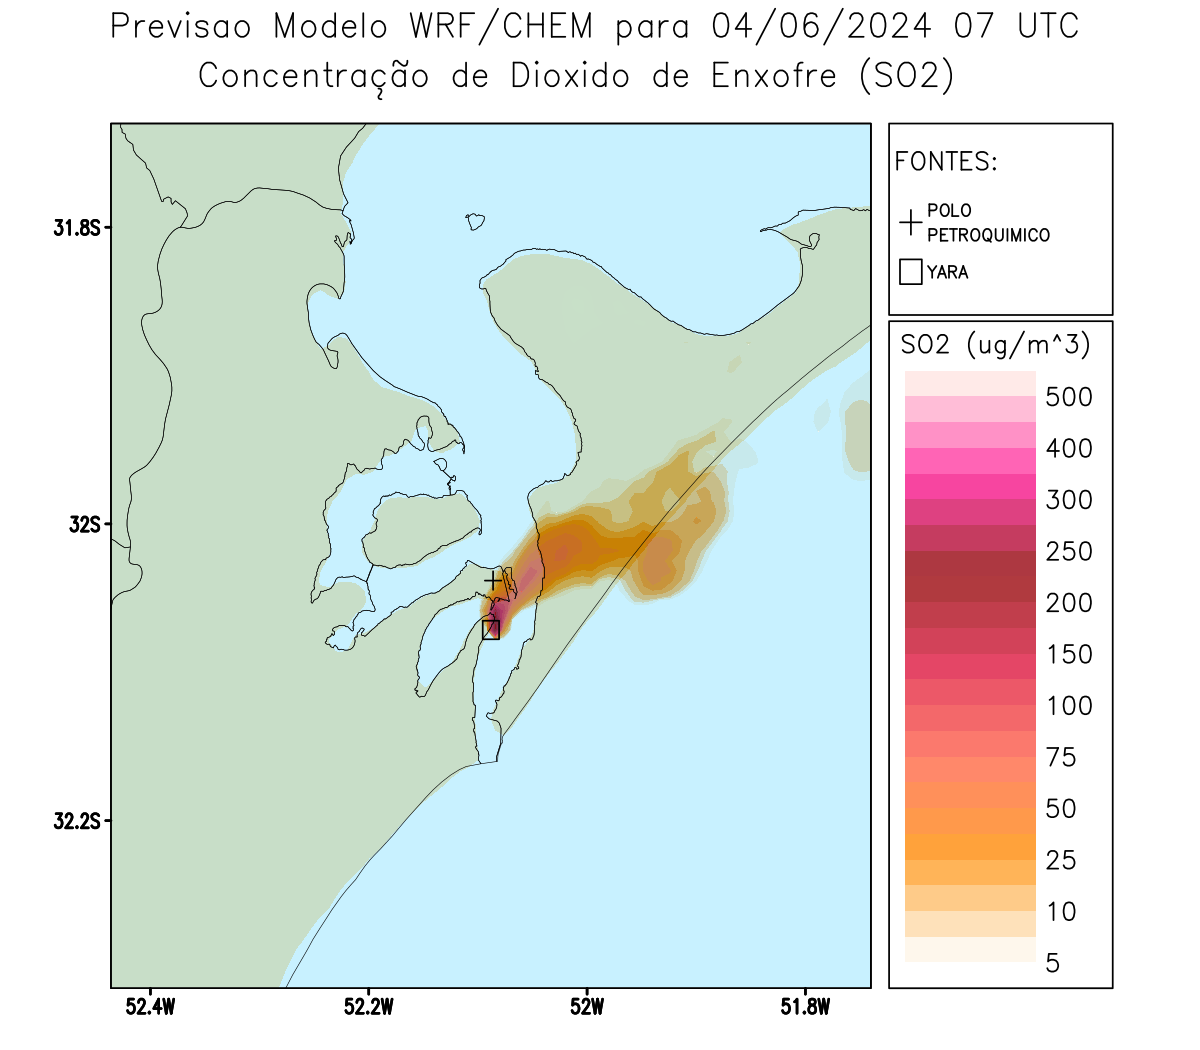 Previsao Modelo WRF/CHEM para 04/06/2024 07 UTC
Concentração de Dioxido de Enxofre (SO2)
FONTES:
POLO
PETROQUIMICO
YARA
SO2 (ug/m^3)
500
400
300
250
200
150
100
75
50
25
10
5
31.8S
32S
32.2S
52.4W
52.2W
52W
51.8W